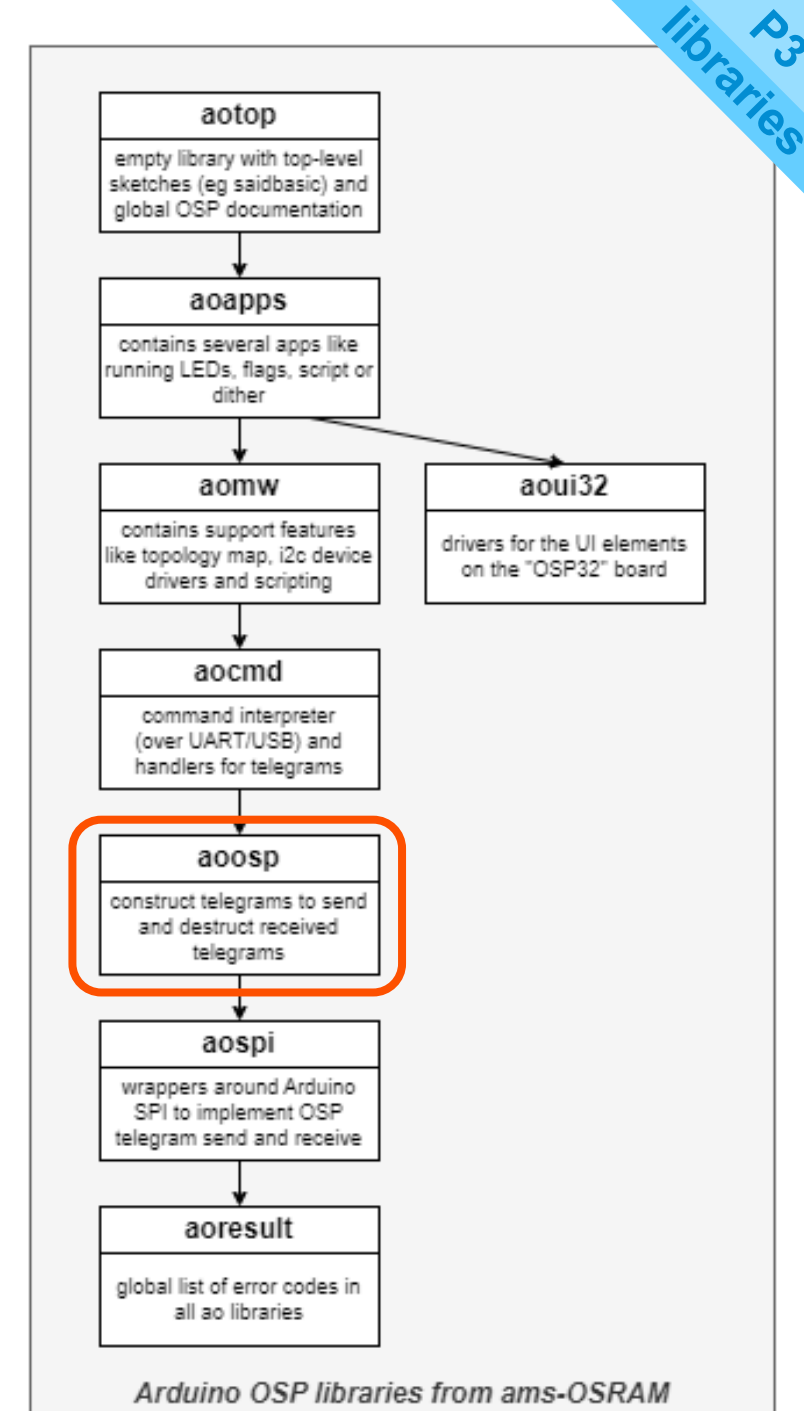 P3
libraries
aotop
empty library with top-level
sketches (eg saidbasic) and
global OSP documentation
aoapps
contains several apps like
running LEDs, flags, script or
dither
aomw
contains support features
like topology map, i2c device
drivers and scripting
aoui32
drivers for the UI elements
on the "OSP32" board
aocmd
command interpreter
(over UART/USB) and
handlers for telegrams
aoosp
construct telegrams to send
and destruct received
telegrams
aospi
wrappers around Arduino
SPI to implement OSP
telegram send and receive
aoresult
global list of error codes in
all ao libraries
Arduino OSP libraries from ams-OSRAM